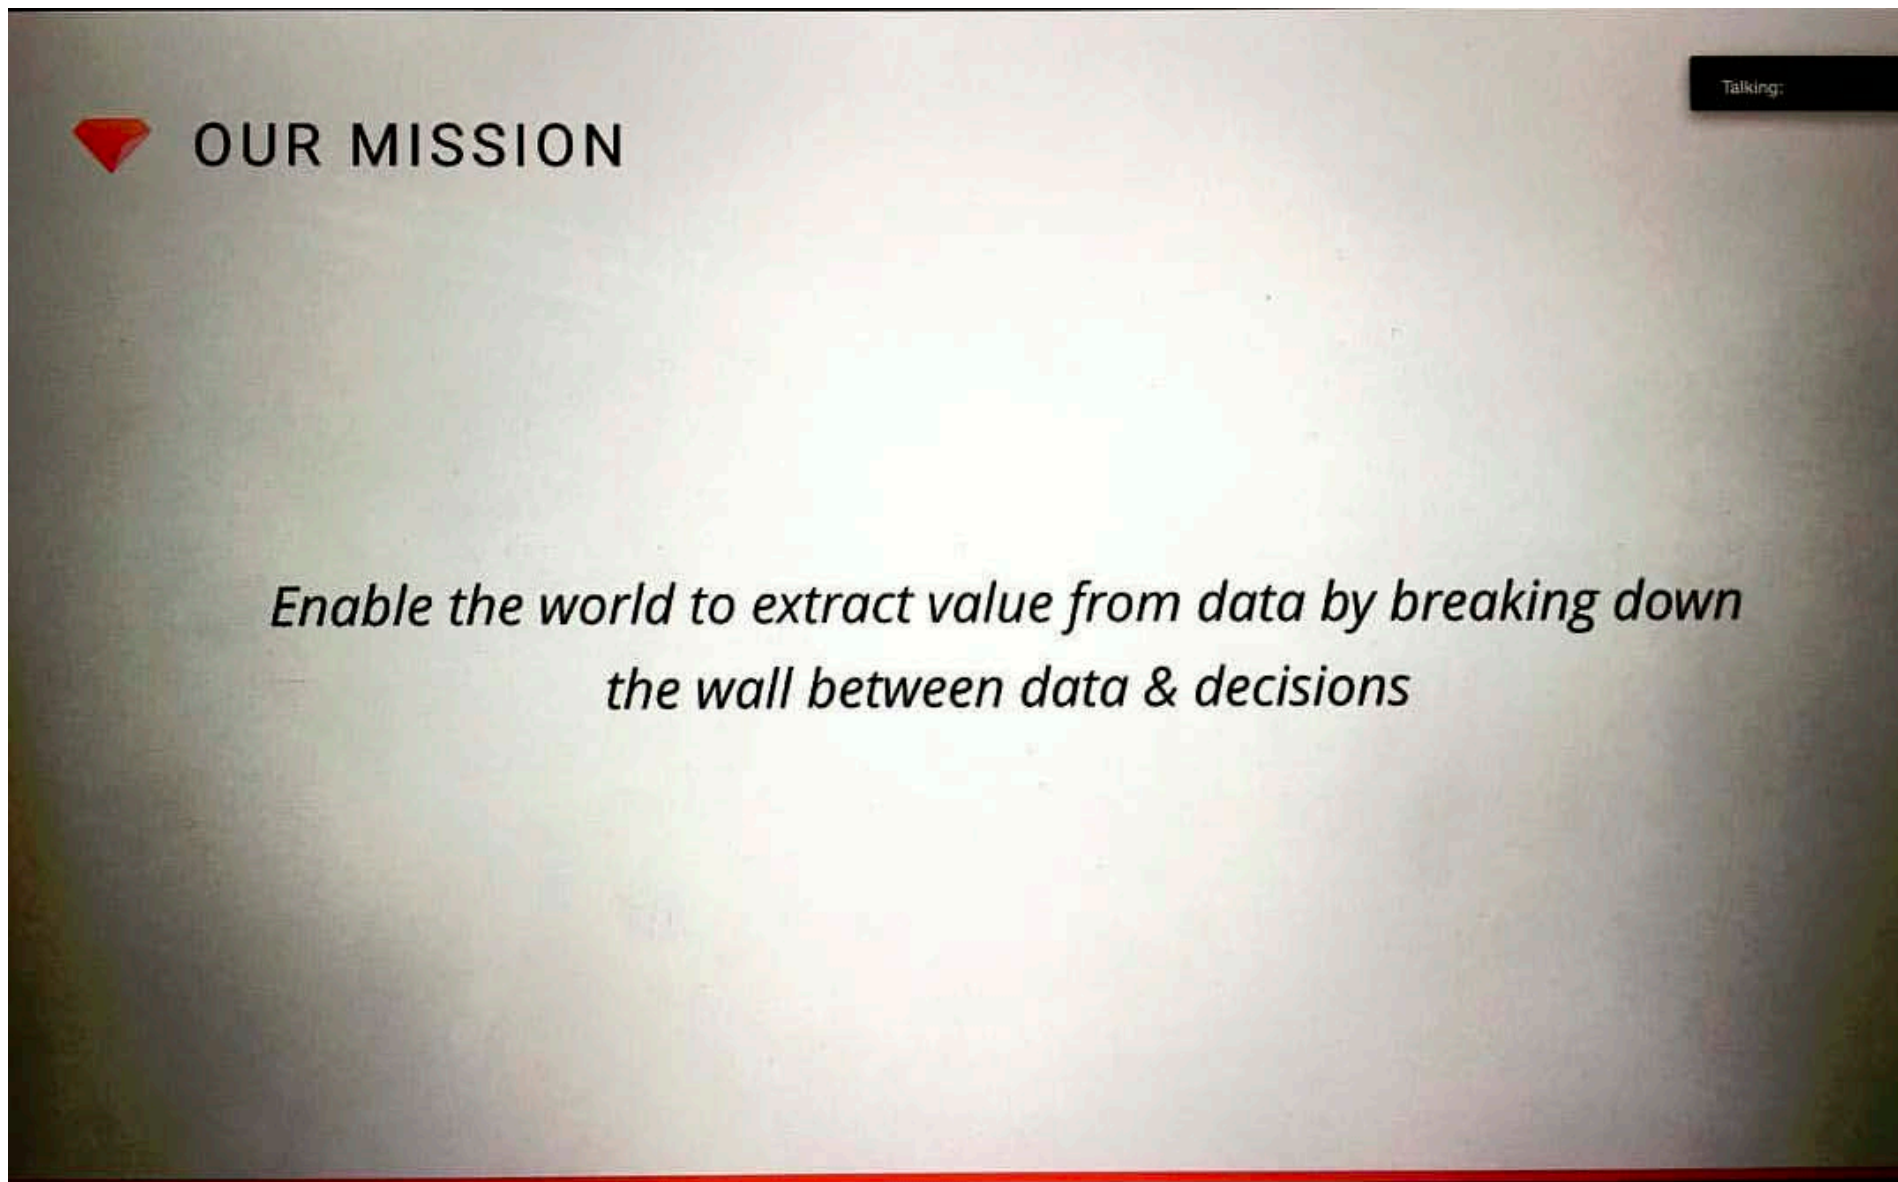 Talking:
OUR MISSION
Enable the world to extract value from data by breaking down
the wall between data & decisions